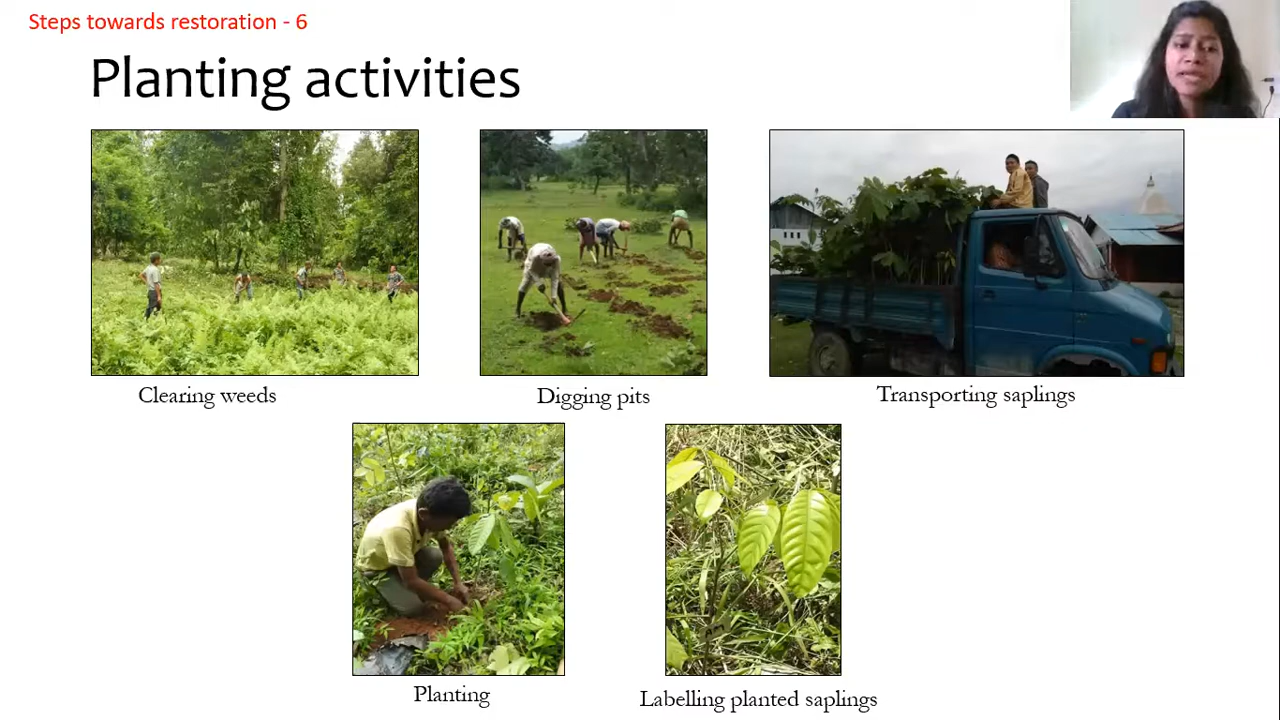 Steps towards restoration - 6
Planting activities
Clearing weeds
Digging pits
Transporting saplings
Planting
Labelling planted saplings